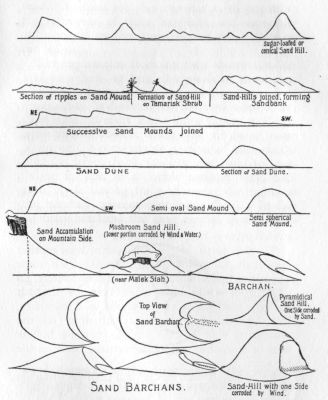 Sugar-loafed or
conical Sand Hill.
Section of ripples on Sand Mound.
Formation of Sand-Hill
on Tamarisk Shrub
Sand-Hills joined, forming
Sandbank
NE
SW.
Successive Sand Mounds joined
SAND DUNE
Section of Sand Dune.
NE
SW
Semi oval Sand Mound
Semi spherical
Sand Mound.
Sand Accumulation
on Mountain Side.
Mushroom Sand Hill.
(lower portion corroded by Wind & Water.)
(near Malek Siah)
BARCHAN.
Top View
of
Sand Barchan
Pyramidical
Sand Hill.
One Side corroded
by Sand.
SAND BARCHANS.
Sand-Hill with one Side
corroded by Wind.